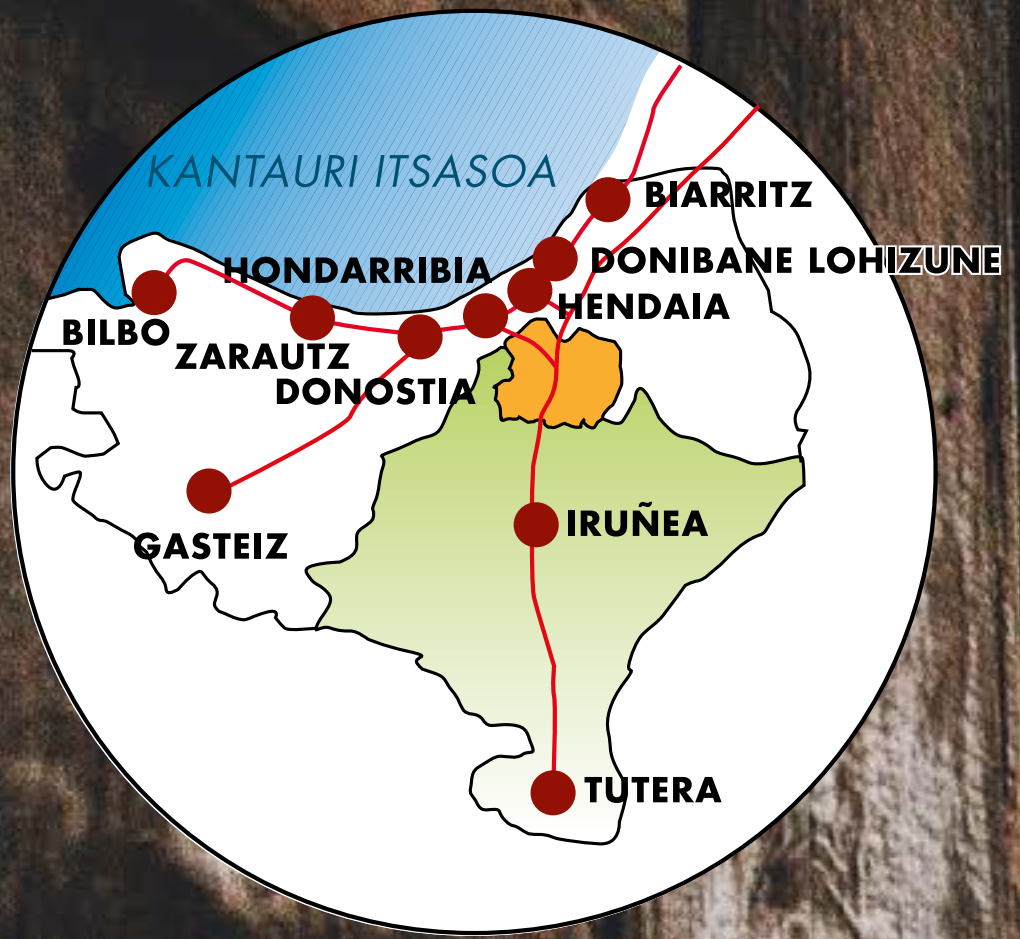 KANTAURI ITSASOA
BIARRITZ
DONIBANE LOHIZUNE
HONDARRIBIA
HENDAIA
BILBO
ZARAUTZ
DONOSTIA
IRUÑEA
GASTEIZ
TUTERA